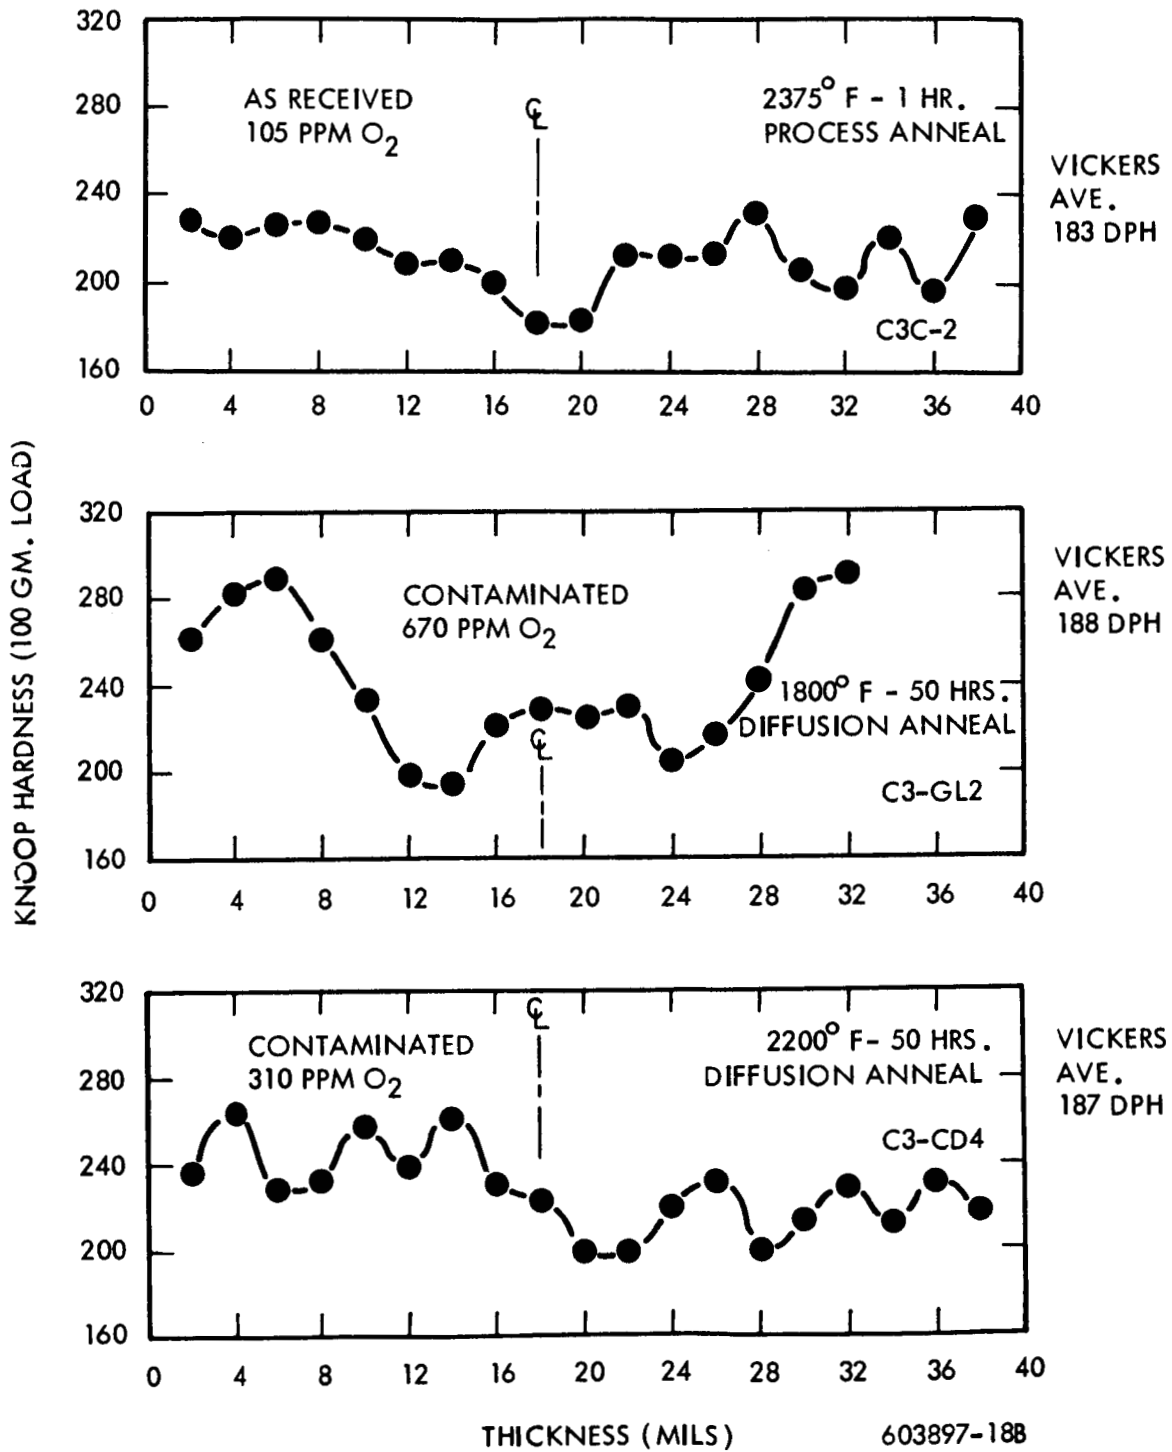 KNOOP HARDNESS (100 GM. LOAD)
320
280
240
200
160
AS RECEIVED
105 PPM O2
℄
2375° F - 1 HR.
PROCESS ANNEAL
C3C-2
VICKERS
AVE.
183 DPH
0 4 8 12 16 20 24 28 32 36 40
320
280
240
200
160
CONTAMINATED
670 PPM O2
℄
1800° F - 50 HRS.
DIFFUSION ANNEAL
C3-GL2
VICKERS
AVE.
188 DPH
0 4 8 12 16 20 24 28 32 36 40
320
280
240
200
160
CONTAMINATED
310 PPM O2
℄
2200° F- 50 HRS.
DIFFUSION ANNEAL
C3-CD4
VICKERS
AVE.
187 DPH
0 4 8 12 16 20 24 28 32 36 40
THICKNESS (MILS)
603897-18B